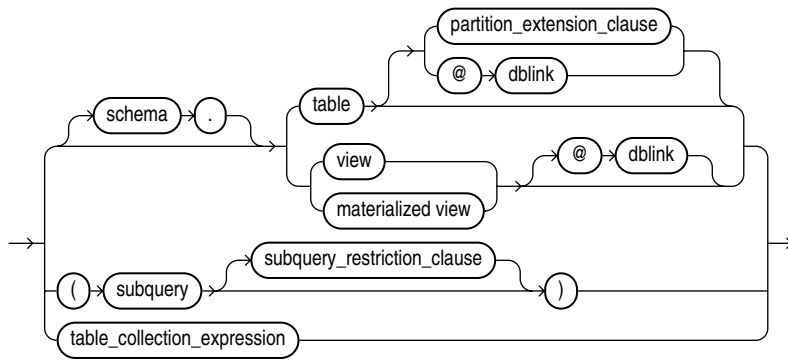 partition_extension_clause
@ dblink
schema . table
view @ dblink
materialized view
subquery_restriction_clause
( subquery )
table_collection_expression